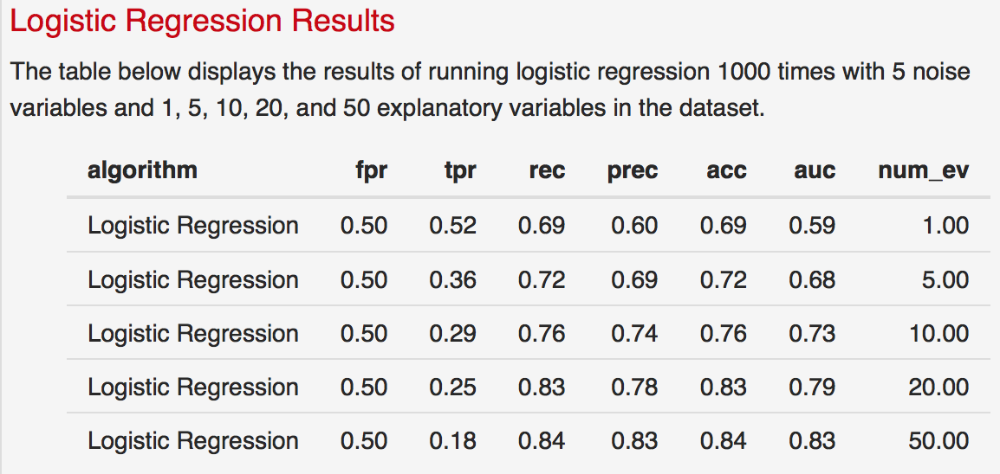 Logistic Regression Results
The table below displays the results of running logistic regression 1000 times with 5 noise
variables and 1, 5, 10, 20, and 50 explanatory variables in the dataset.
algorithm fpr tpr rec prec acc auc num_ev
Logistic Regression 0.50 0.52 0.69 0.60 0.69 0.59 1.00
Logistic Regression 0.50 0.36 0.72 0.69 0.72 0.68 5.00
Logistic Regression 0.50 0.29 0.76 0.74 0.76 0.73 10.00
Logistic Regression 0.50 0.25 0.83 0.78 0.83 0.79 20.00
Logistic Regression 0.50 0.18 0.84 0.83 0.84 0.83 50.00